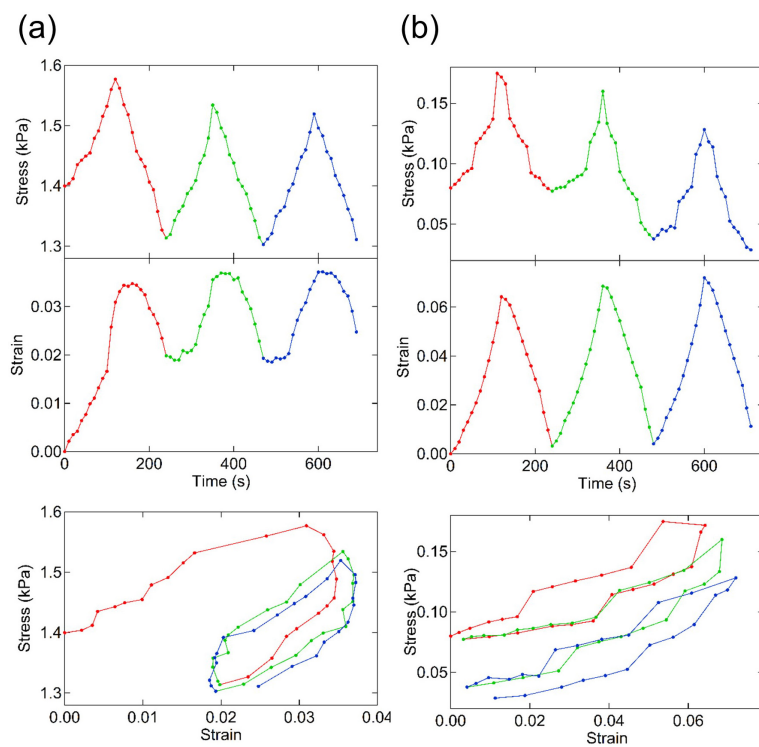 (a)
1.6
1.5
1.4
1.3
Stress (kPa)
0.03
0.02
0.01
0.00
Strain
0 200 400 600
Time (s)
1.6
1.5
1.4
1.3
Stress (kPa)
0.00 0.01 0.02 0.03 0.04
Strain
(b)
0.15
0.10
0.05
Stress (kPa)
0.06
0.04
0.02
0.00
Strain
0 200 400 600
Time (s)
0.15
0.10
0.05
Stress (kPa)
0.00 0.02 0.04 0.06
Strain